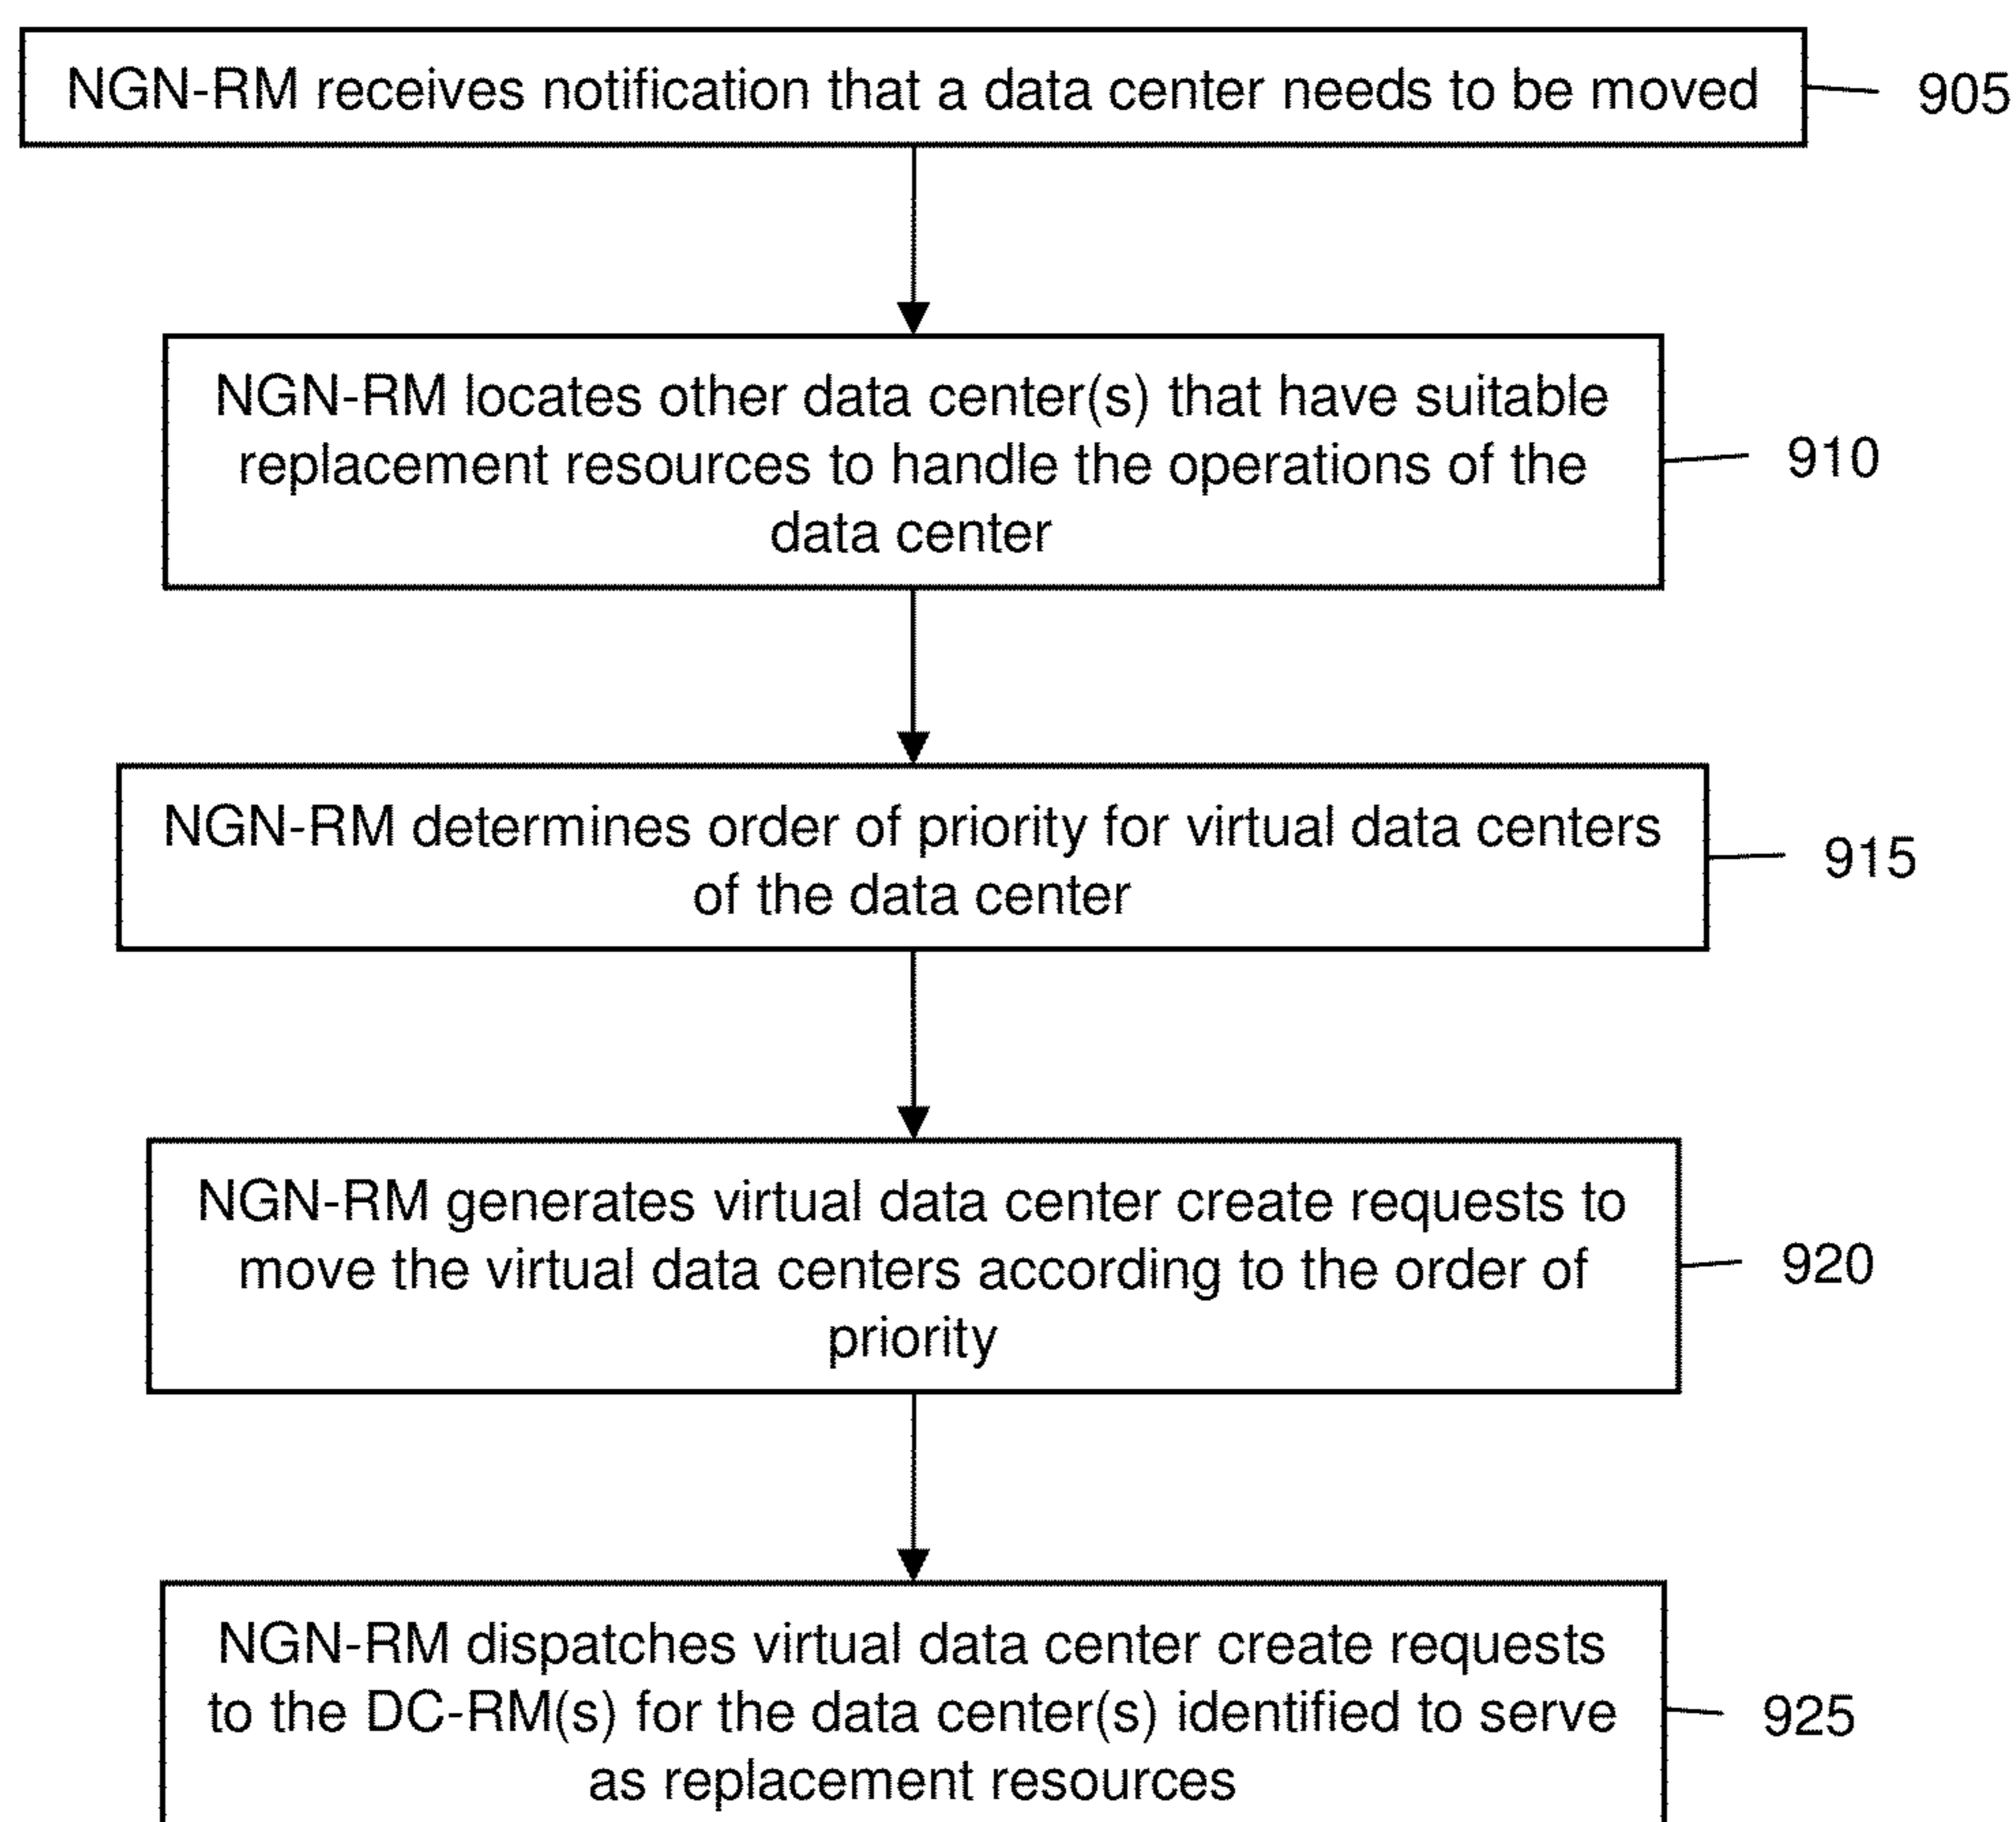 NGN-RM receives notification that a data center needs to be moved
905
NGN-RM locates other data center(s) that have suitable
replacement resources to handle the operations of the
data center
910
NGN-RM determines order of priority for virtual data centers
of the data center
915
NGN-RM generates virtual data center create requests to
move the virtual data centers according to the order of
priority
920
NGN-RM dispatches virtual data center create requests
to the DC-RM(s) for the data center(s) identified to serve
as replacement resources
925